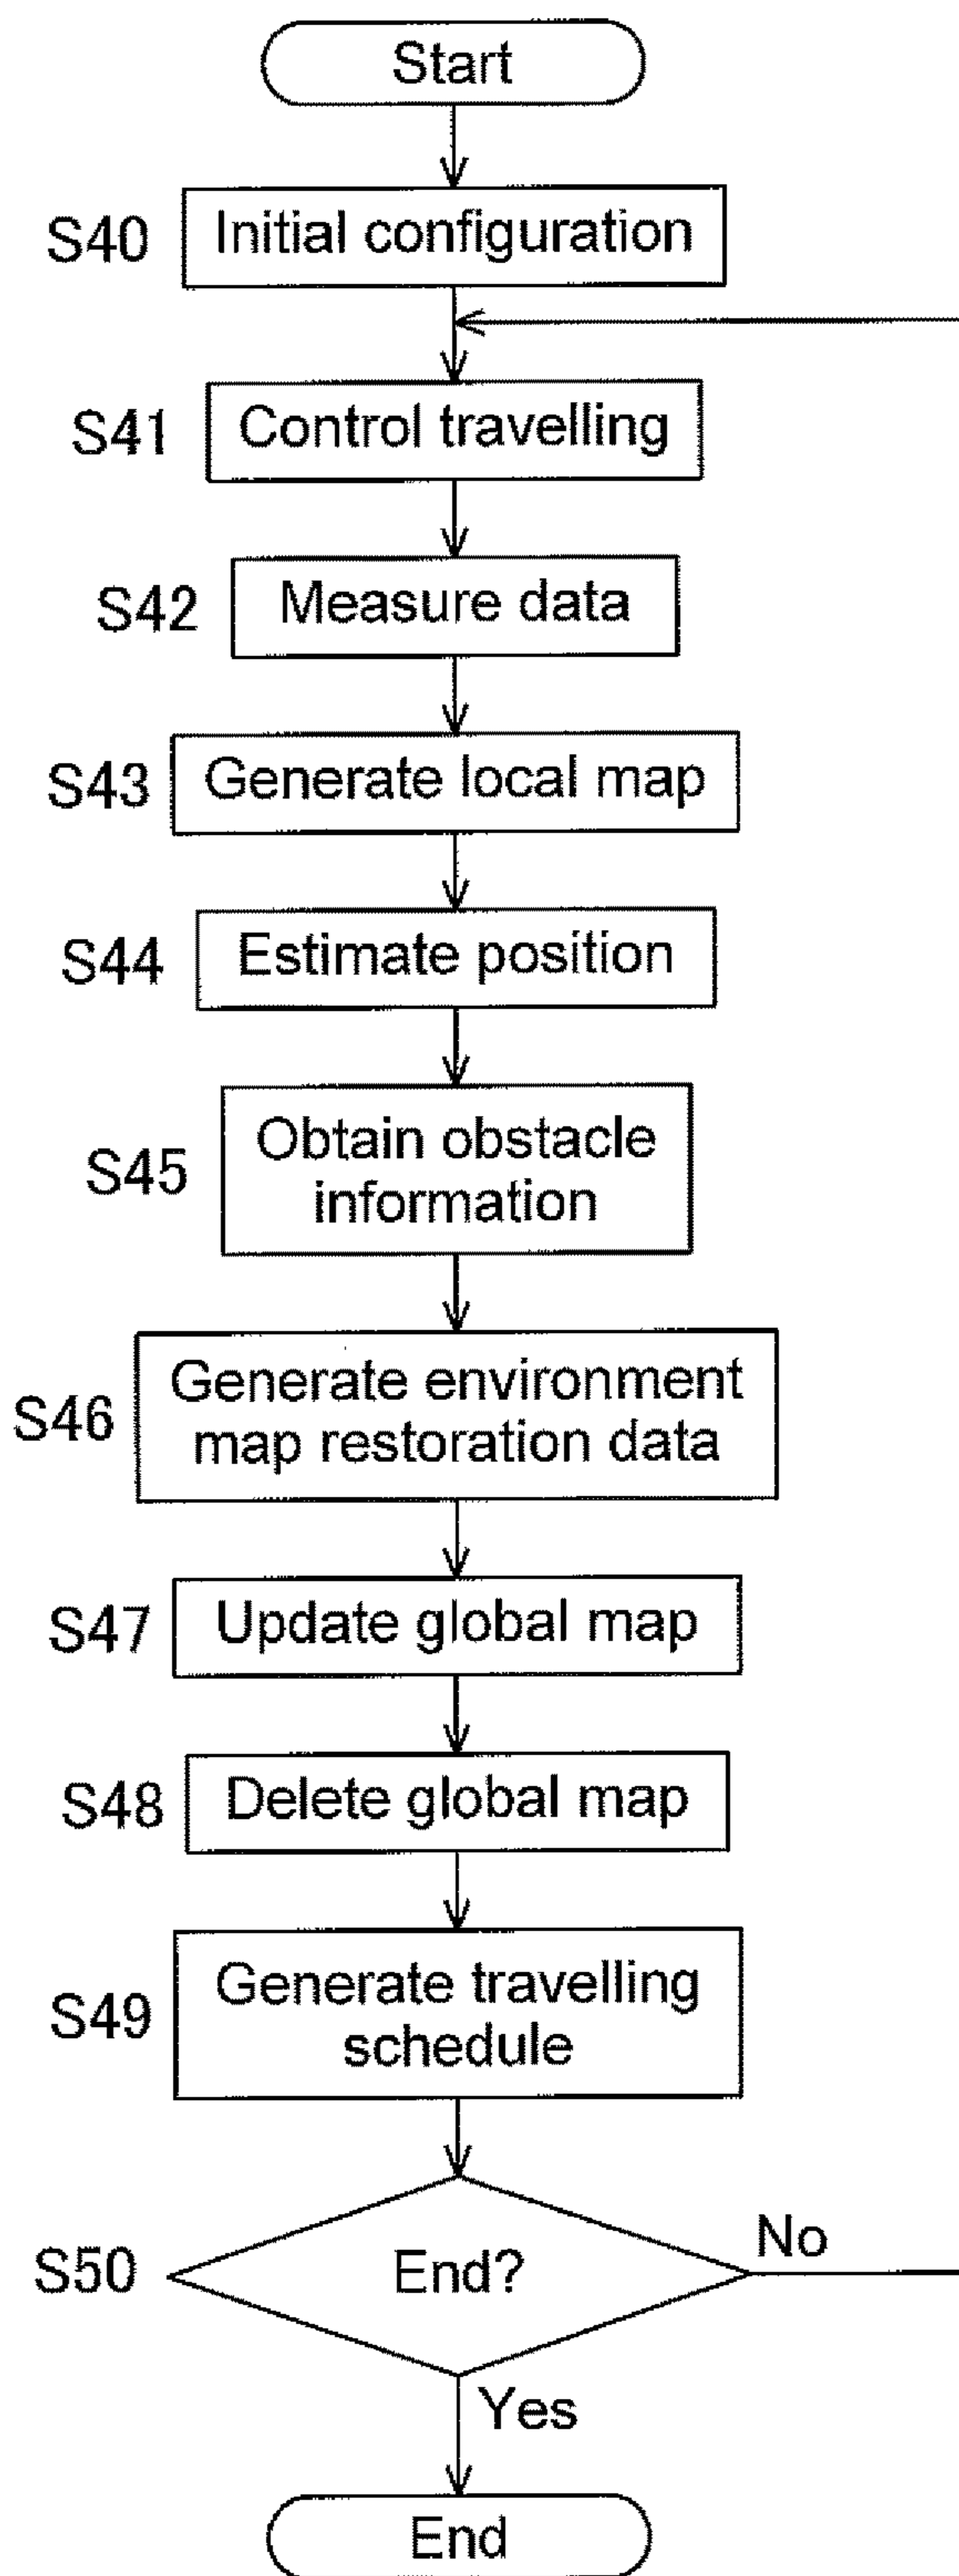 Start
S40 Initial configuration
S41 Control travelling
S42 Measure data
S43 Generate local map
S44 Estimate position
S45 Obtain obstacle
information
S46 Generate environment
map restoration data
S47 Update global map
S48 Delete global map
S49 Generate travelling
schedule
S50 End? No
Yes
End